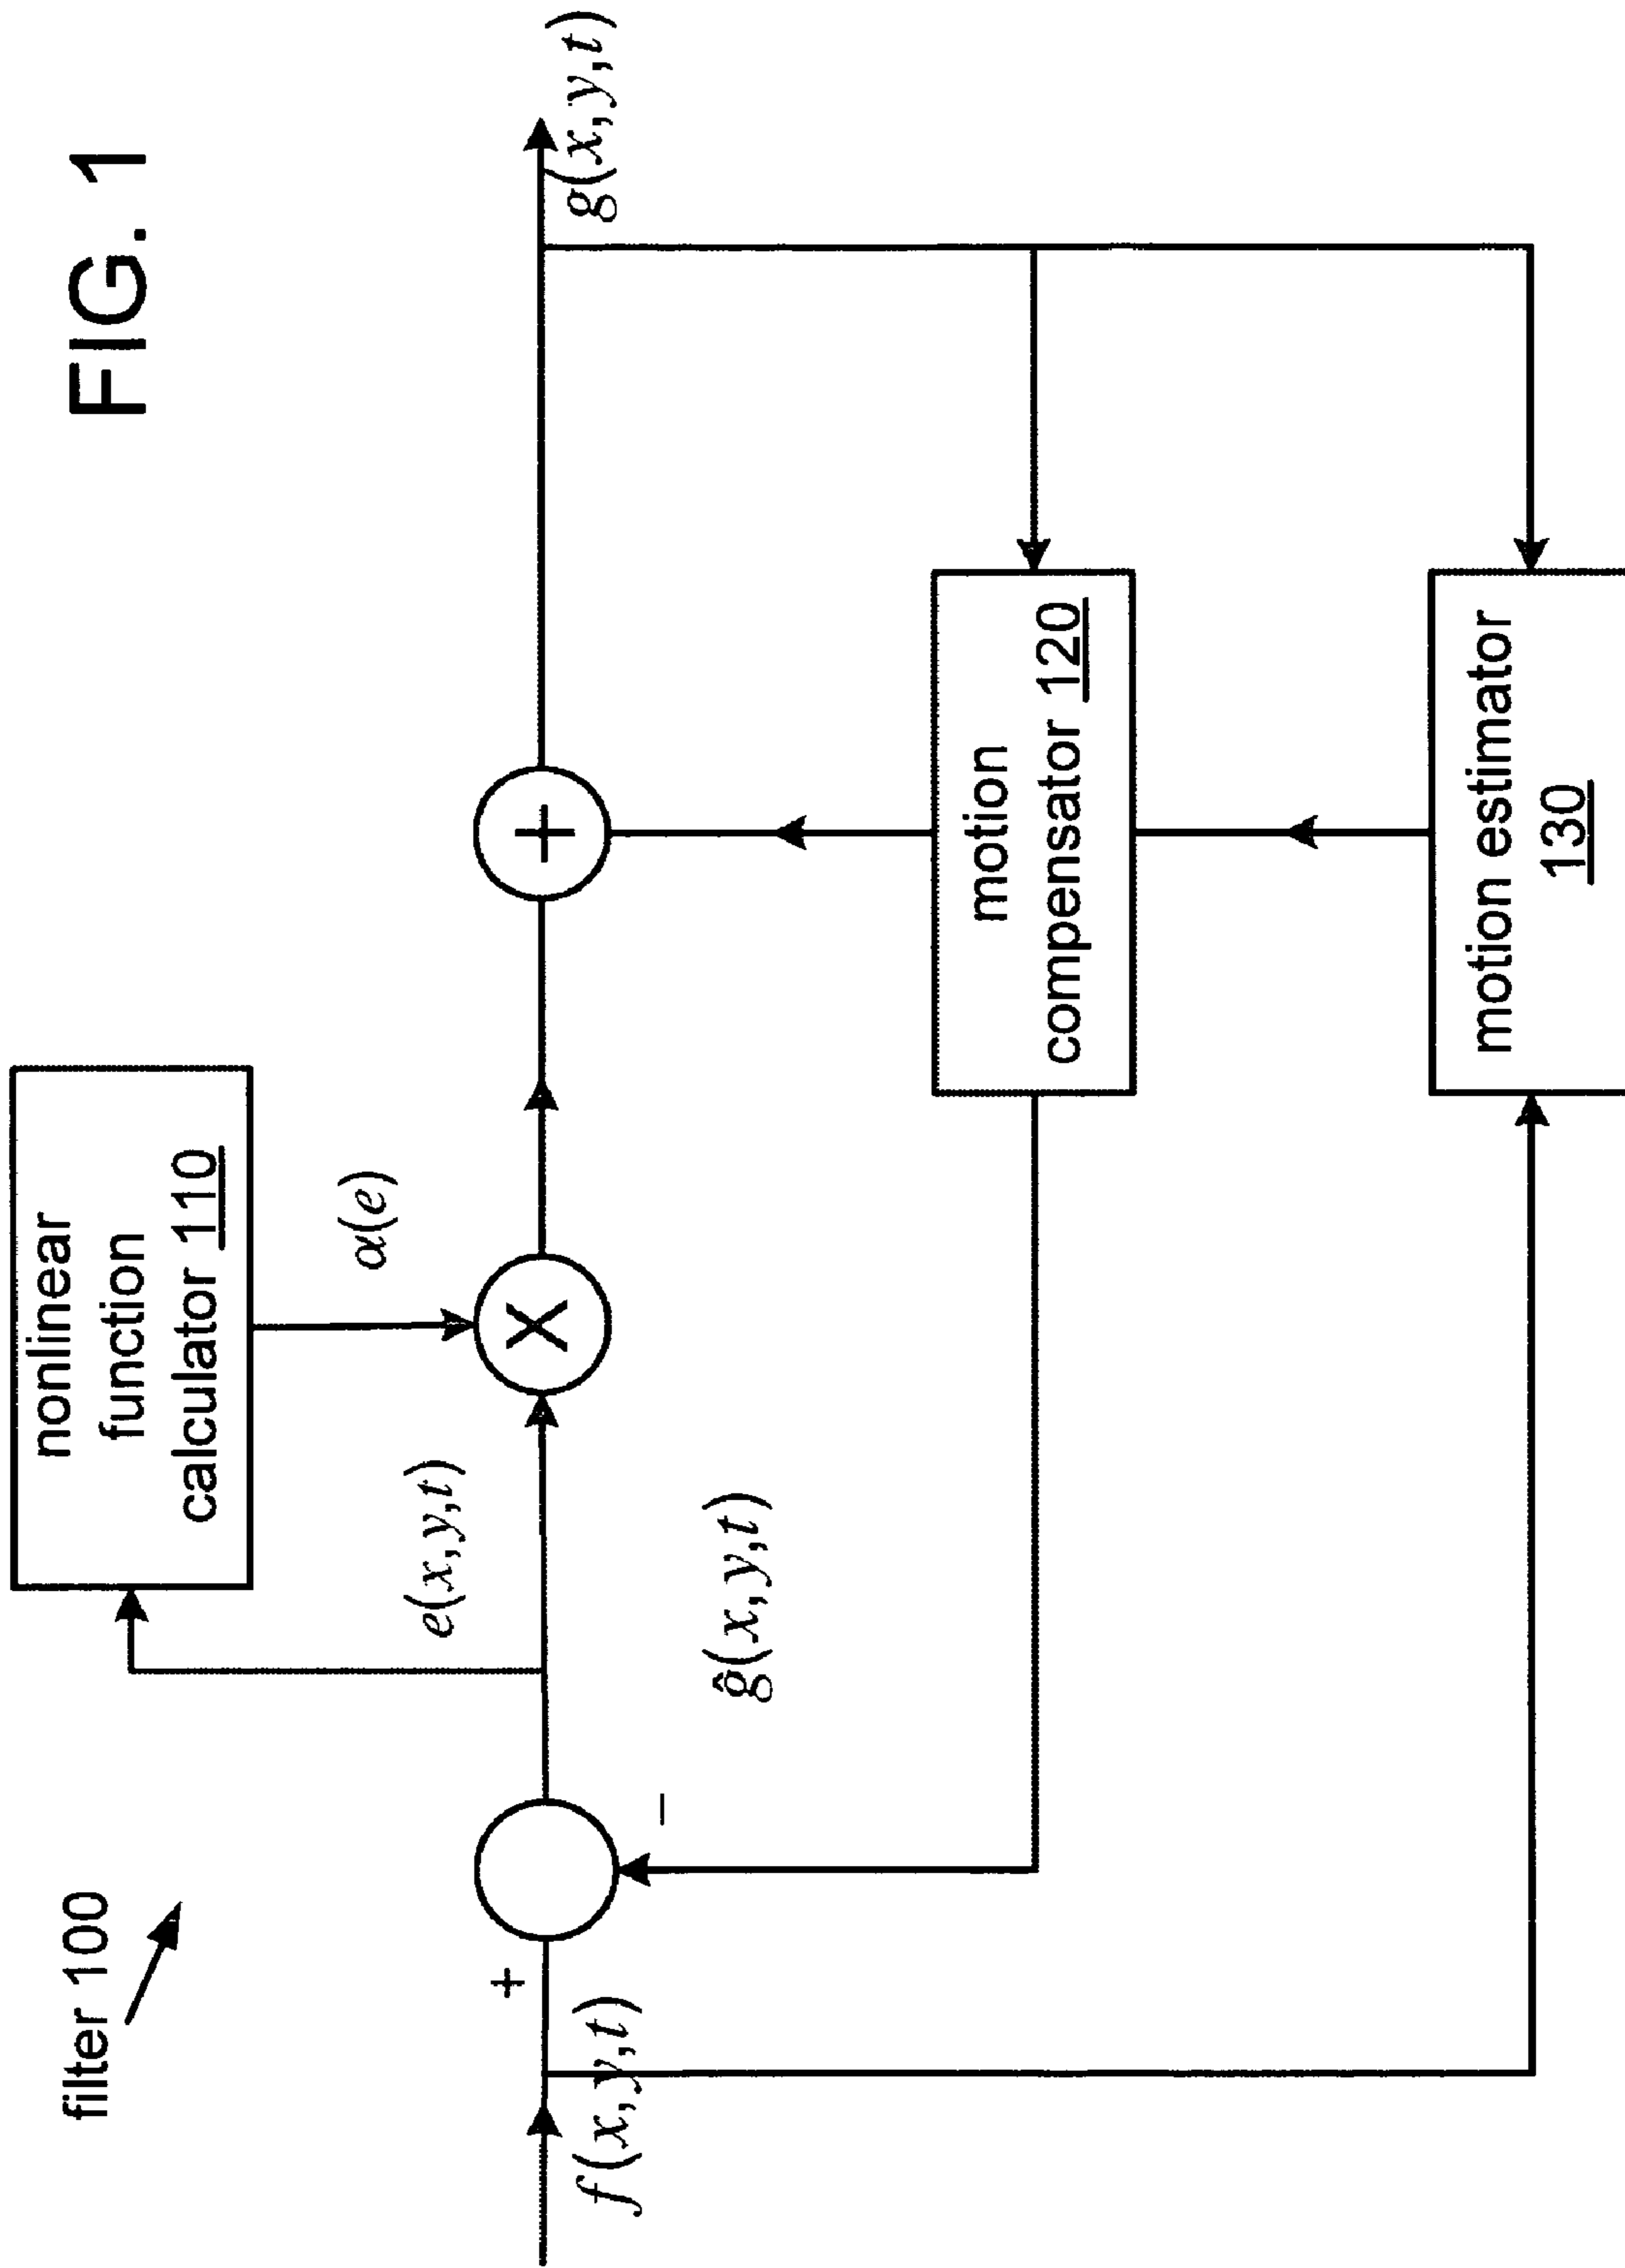 FIG. 1
filter 100
nonlinear
function
calculator 110
α(e)
e(x,y,t)
+
X
+
g(x,y,t)
f(x,y,t)
−
ĝ(x,y,t)
motion
compensator 120
motion estimator
130